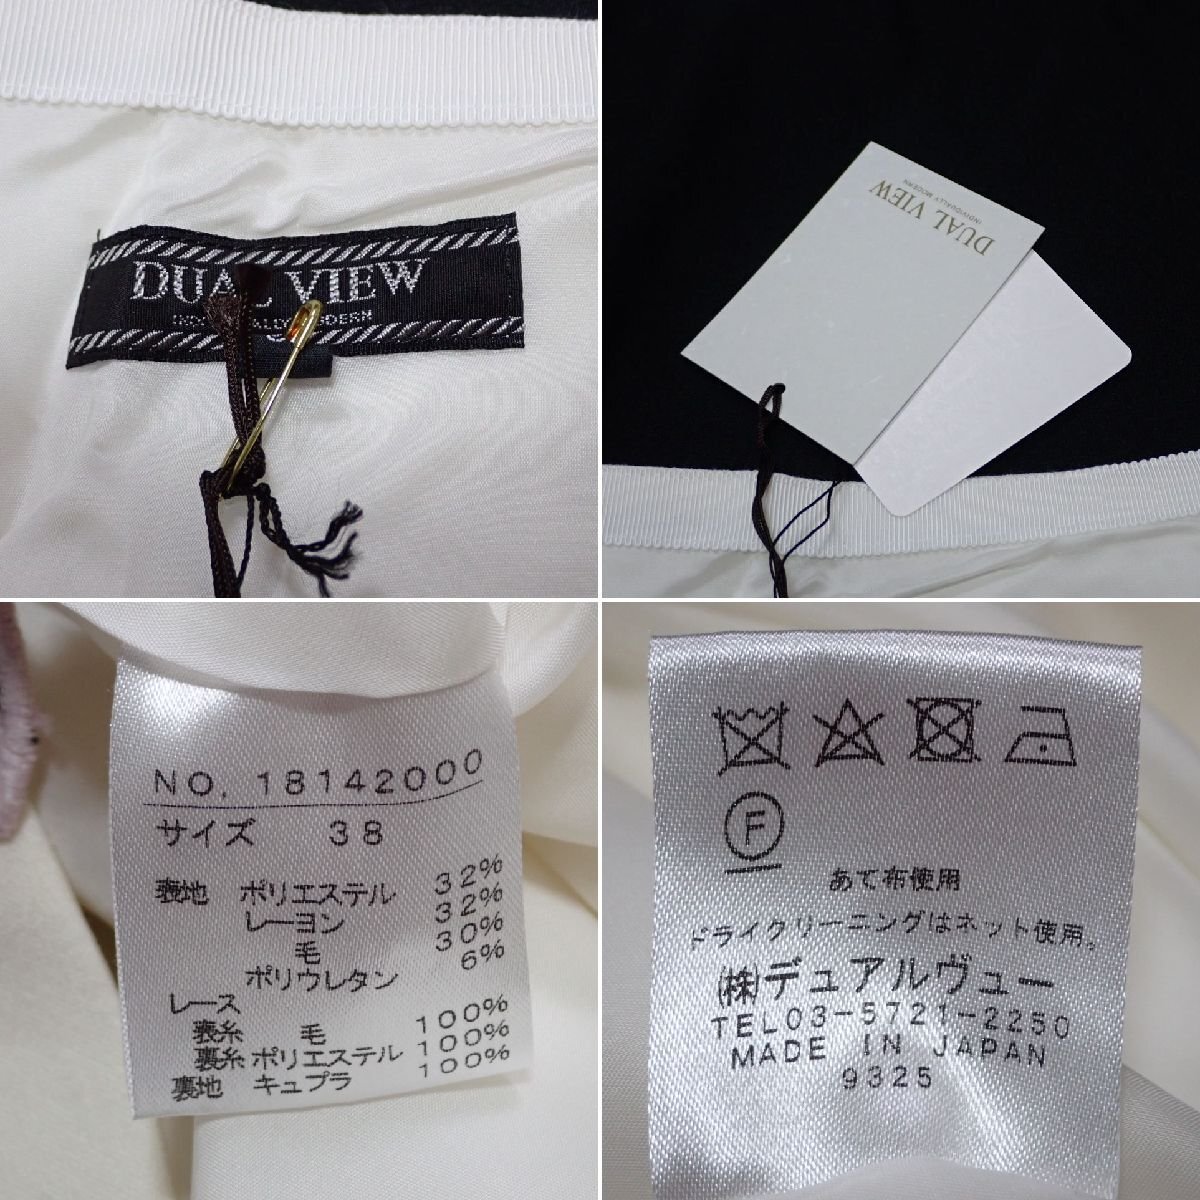 DUAL VIEW
INDIVIDUALLY MODERN
DUAL VIEW
INDIVIDUALLY MODERN
NO. 18142000
サイズ 38
表地 ポリエステル 32%
レーヨン 32%
毛 30%
ポリウレタン 6%
レース
表糸 毛 100%
裏糸 ポリエステル 100%
裏地 キュプラ 100%
F
あて布使用
ドライクリーニングはネット使用。
(株)デュアルヴュー
TEL03-5721-2250
MADE IN JAPAN
9325